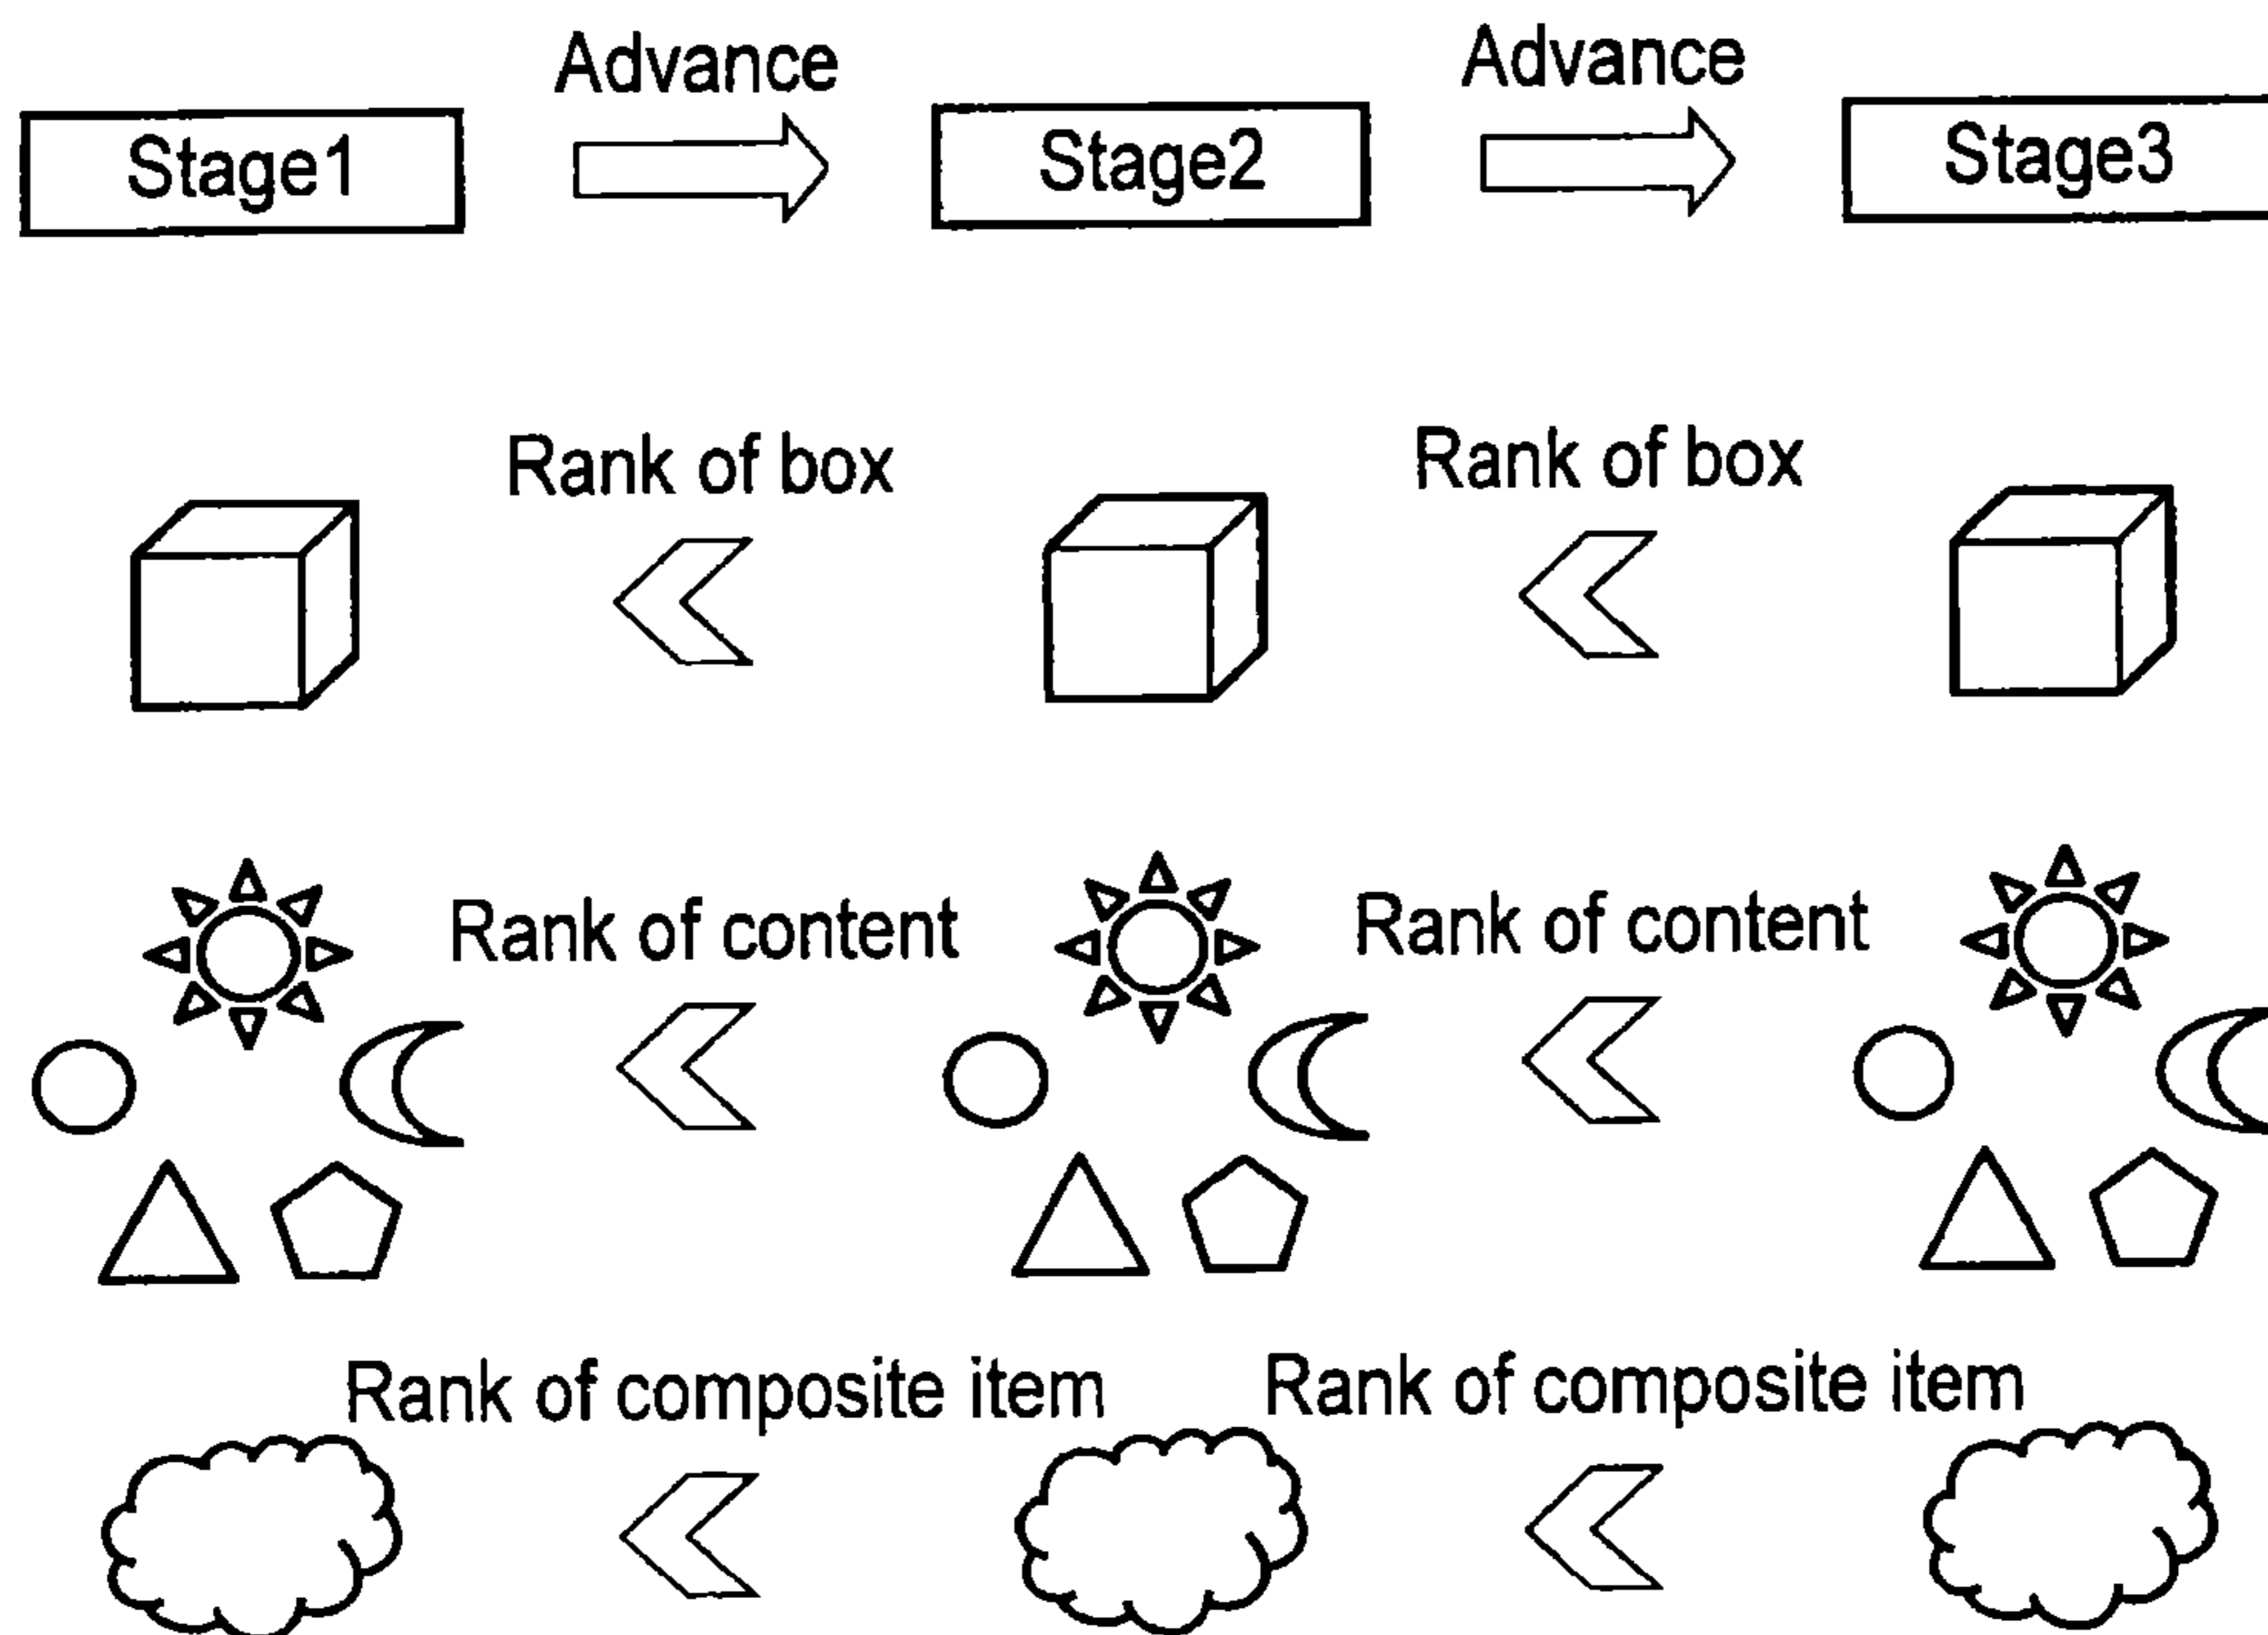 Advance Advance
Stage1 Stage2 Stage3
Rank of box Rank of box
Rank of content Rank of content
Rank of composite item Rank of composite item